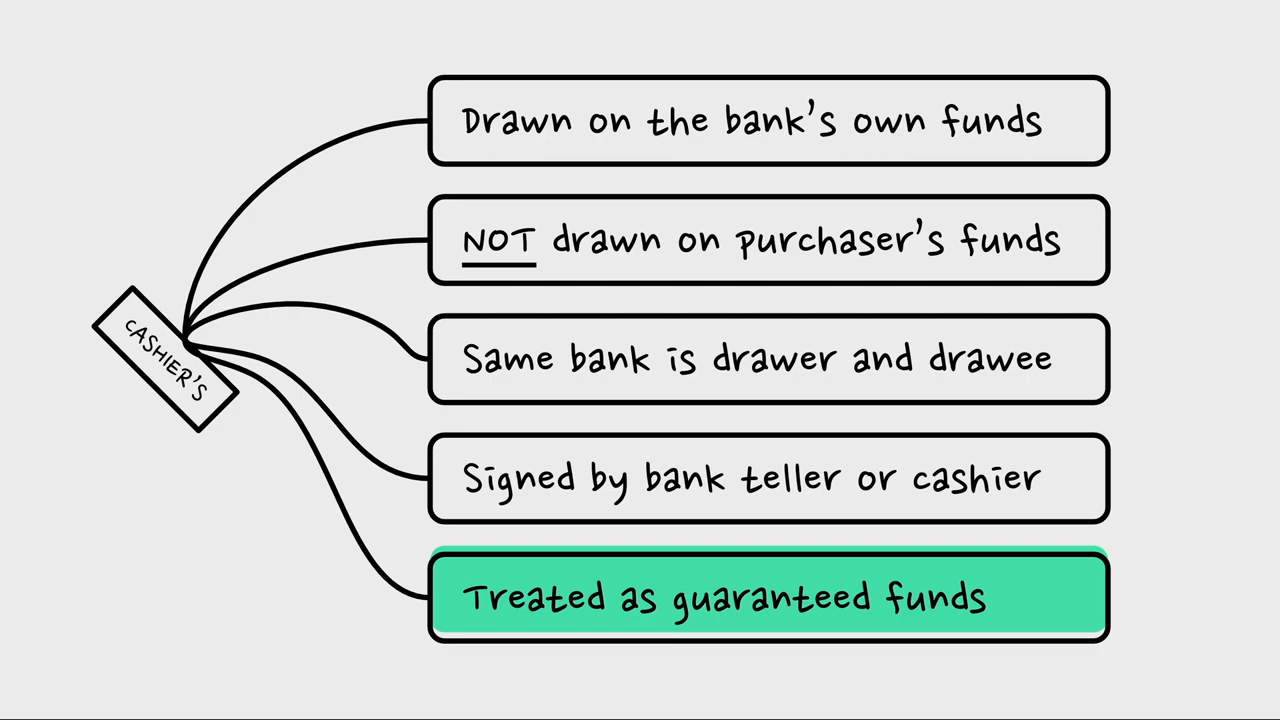 Drawn on the bank's own funds
NOT drawn on purchaser's funds
CASHIER'S
Same bank is drawer and drawee
Signed by bank teller or cashier
Treated as guaranteed funds